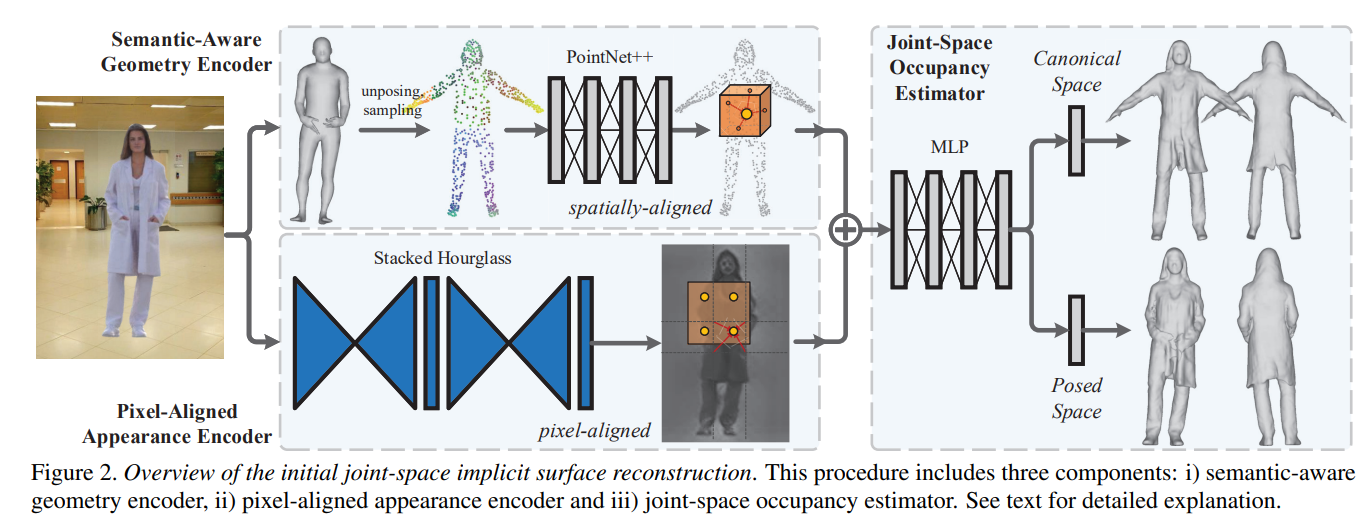 Semantic-Aware
Geometry Encoder
unposing,
sampling
PointNet++
spatially-aligned
Stacked Hourglass
pixel-aligned
Pixel-Aligned
Appearance Encoder
Joint-Space
Occupancy
Estimator
MLP
Canonical
Space
Posed
Space
Figure 2. Overview of the initial joint-space implicit surface reconstruction. This procedure includes three components: i) semantic-aware
geometry encoder, ii) pixel-aligned appearance encoder and iii) joint-space occupancy estimator. See text for detailed explanation.